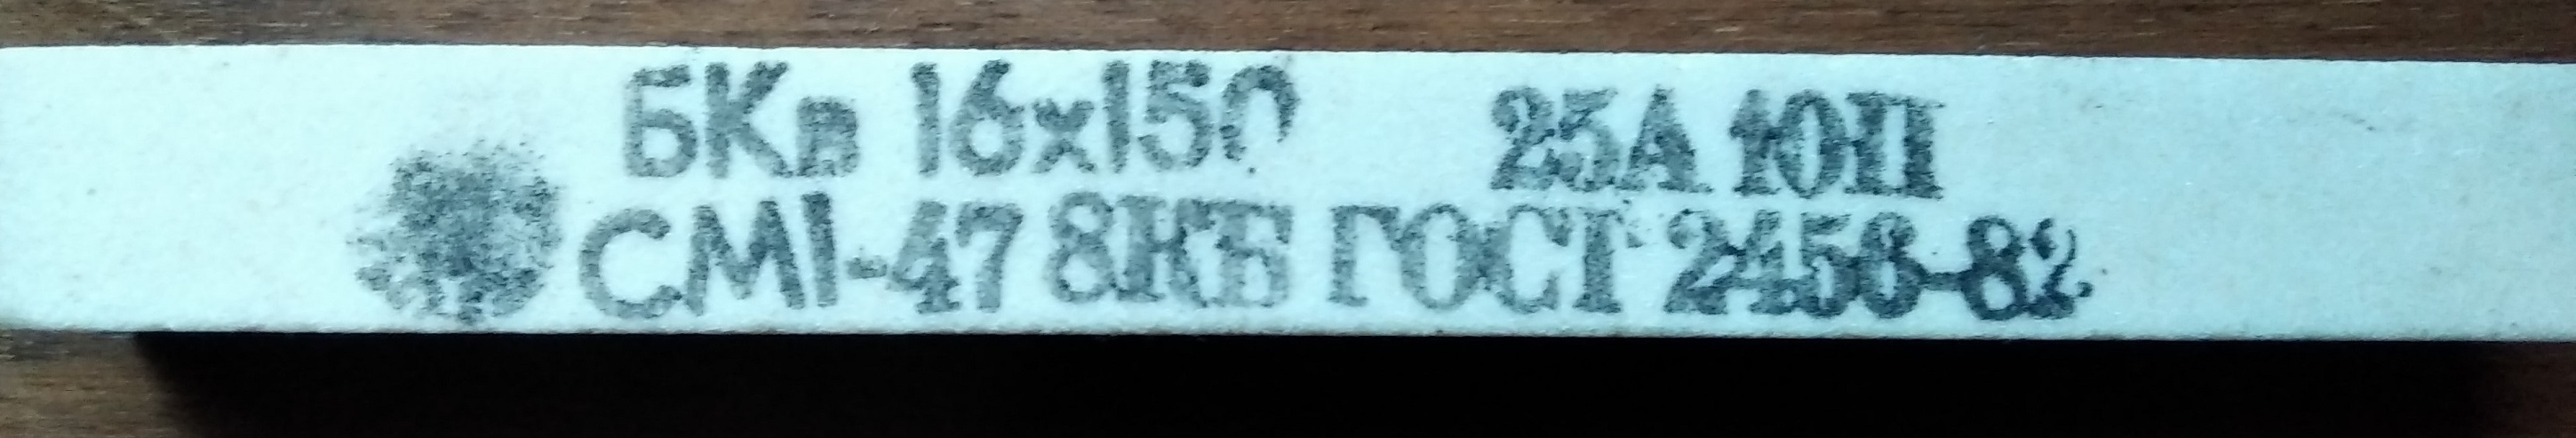 БКв 16х150 25А 10П
СМ1-47 8КБ ГОСТ 2456-82